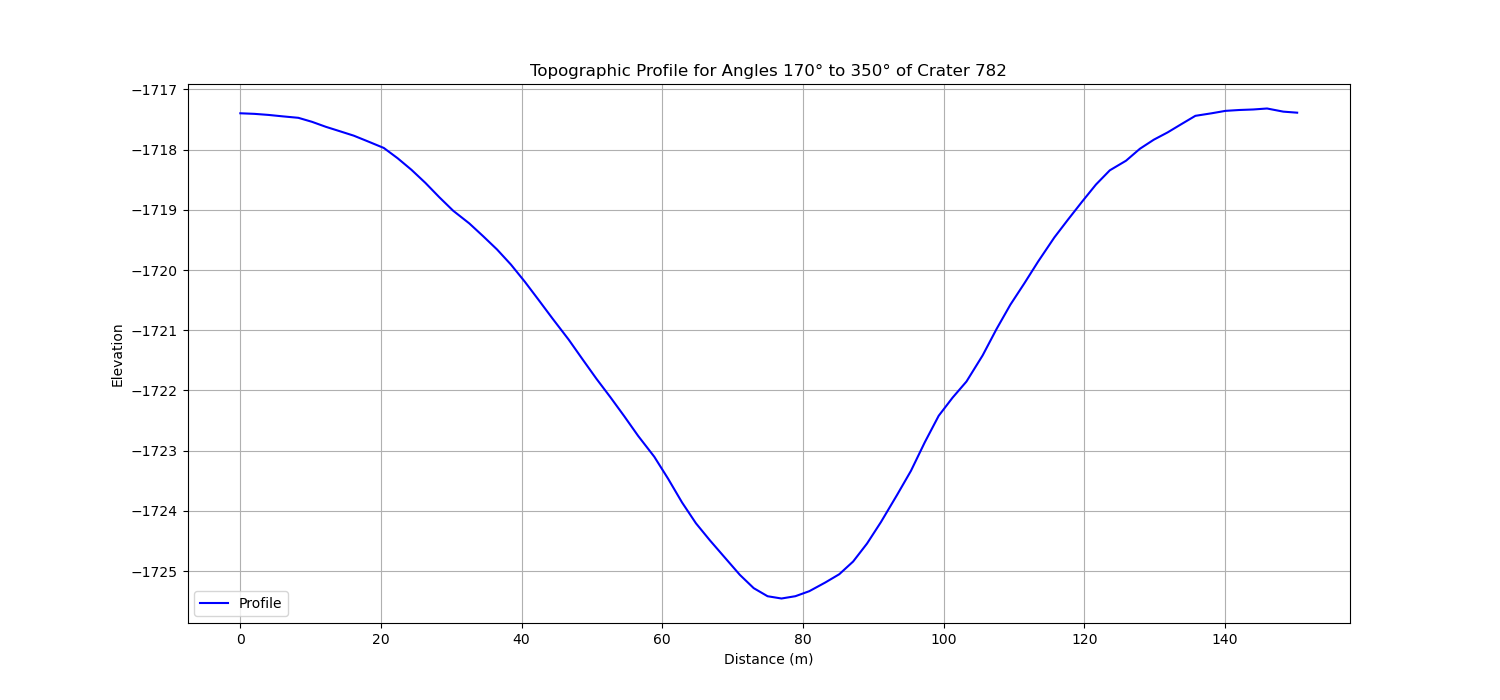 Topographic Profile for Angles 170° to 350° of Crater 782
−1717
−1718
−1719
−1720
−1721
−1722
−1723
−1724
−1725
Elevation
Profile
0 20 40 60 80 100 120 140
Distance (m)